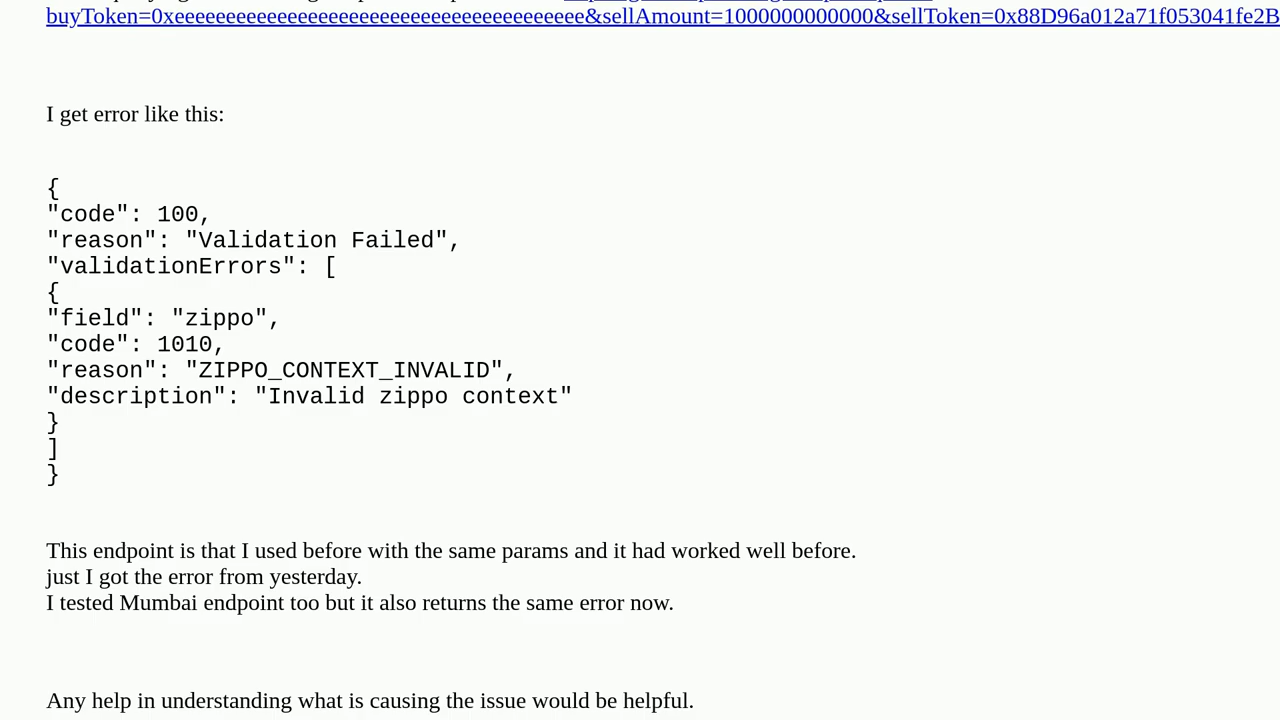 buyToken=0xeeeeeeeeeeeeeeeeeeeeeeeeeeeeeeeeeeeeeeee&sellAmount=1000000000000&sellToken=0x88D96a012a71f053041fe2B
I get error like this:
{
"code": 100,
"reason": "Validation Failed",
"validationErrors": [
{
"field": "zippo",
"code": 1010,
"reason": "ZIPPO_CONTEXT_INVALID",
"description": "Invalid zippo context"
}
]
}
This endpoint is that I used before with the same params and it had worked well before.
just I got the error from yesterday.
I tested Mumbai endpoint too but it also returns the same error now.
Any help in understanding what is causing the issue would be helpful.